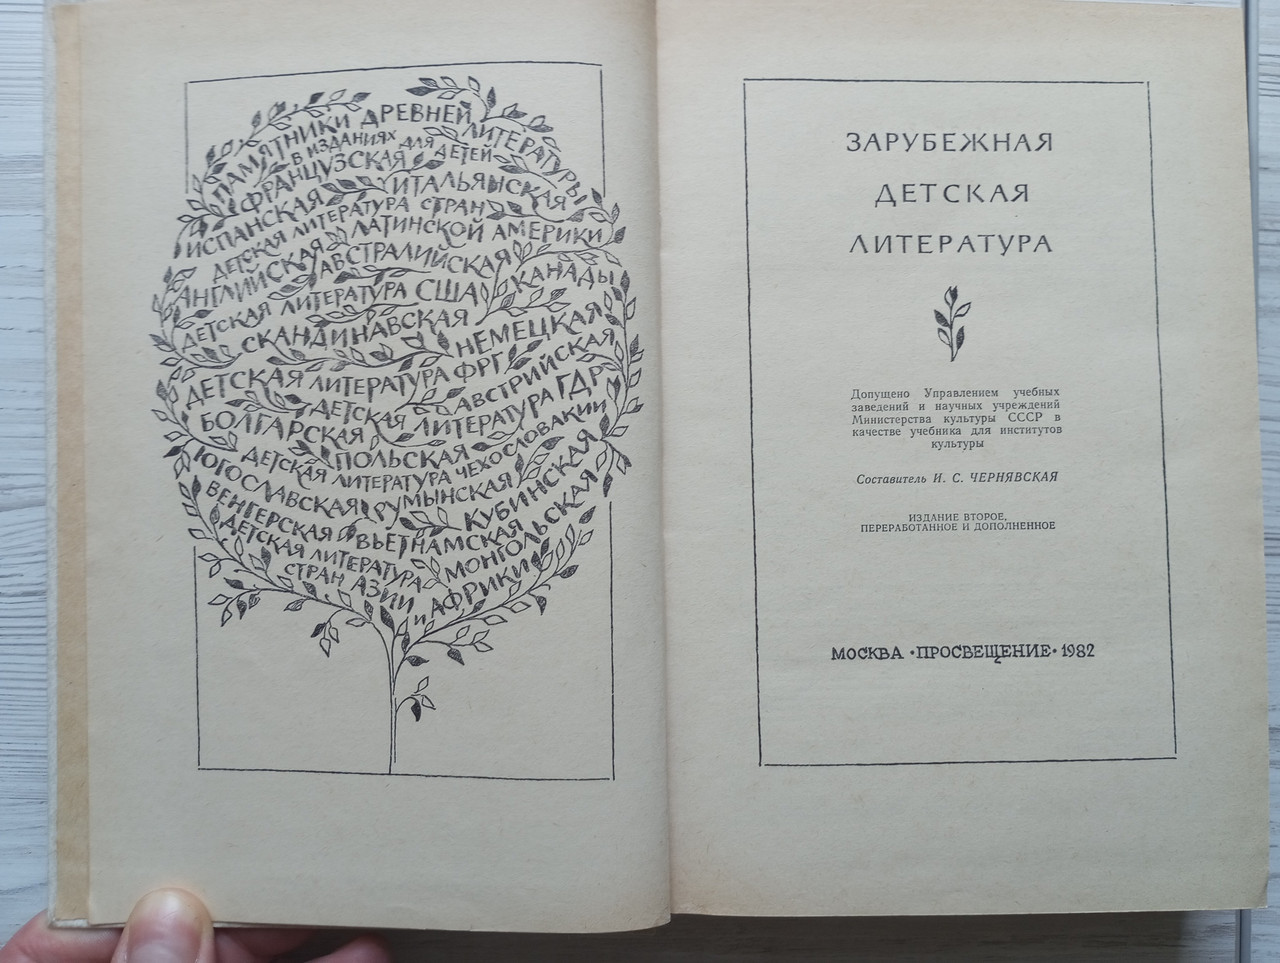 ПАМЯТНИКИ ДРЕВНЕЙ ЛИТЕРАТУРЫ
В ИЗДАНИЯХ ДЛЯ ДЕТЕЙ
ФРАНЦУЗСКАЯ
ИТАЛЬЯНСКАЯ
ИСПАНСКАЯ
ДЕТСКАЯ ЛИТЕРАТУРА СТРАН
ЛАТИНСКОЙ АМЕРИКИ
АНГЛИЙСКАЯ
АВСТРАЛИЙСКАЯ
КАНАДЫ
ДЕТСКАЯ ЛИТЕРАТУРА США
СКАНДИНАВСКАЯ
НЕМЕЦКАЯ
ДЕТСКАЯ ЛИТЕРАТУРА ФРГ
АВСТРИЙСКАЯ
ДЕТСКАЯ ЛИТЕРАТУРА ГДР
БОЛГАРСКАЯ
ПОЛЬСКАЯ
ДЕТСКАЯ ЛИТЕРАТУРА ЧЕХОСЛОВАКИИ
ЮГОСЛАВСКАЯ
РУМЫНСКАЯ
КУБИНСКАЯ
ВЕНГЕРСКАЯ
ВЬЕТНАМСКАЯ
МОНГОЛЬСКАЯ
ДЕТСКАЯ ЛИТЕРАТУРА
СТРАН АЗИИ И АФРИКИ
ЗАРУБЕЖНАЯ
ДЕТСКАЯ
ЛИТЕРАТУРА
Допущено Управлением учебных
заведений и научных учреждений
Министерства культуры СССР в
качестве учебника для институтов
культуры
Составитель И. С. ЧЕРНЯВСКАЯ
ИЗДАНИЕ ВТОРОЕ,
ПЕРЕРАБОТАННОЕ И ДОПОЛНЕННОЕ
МОСКВА • ПРОСВЕЩЕНИЕ • 1982